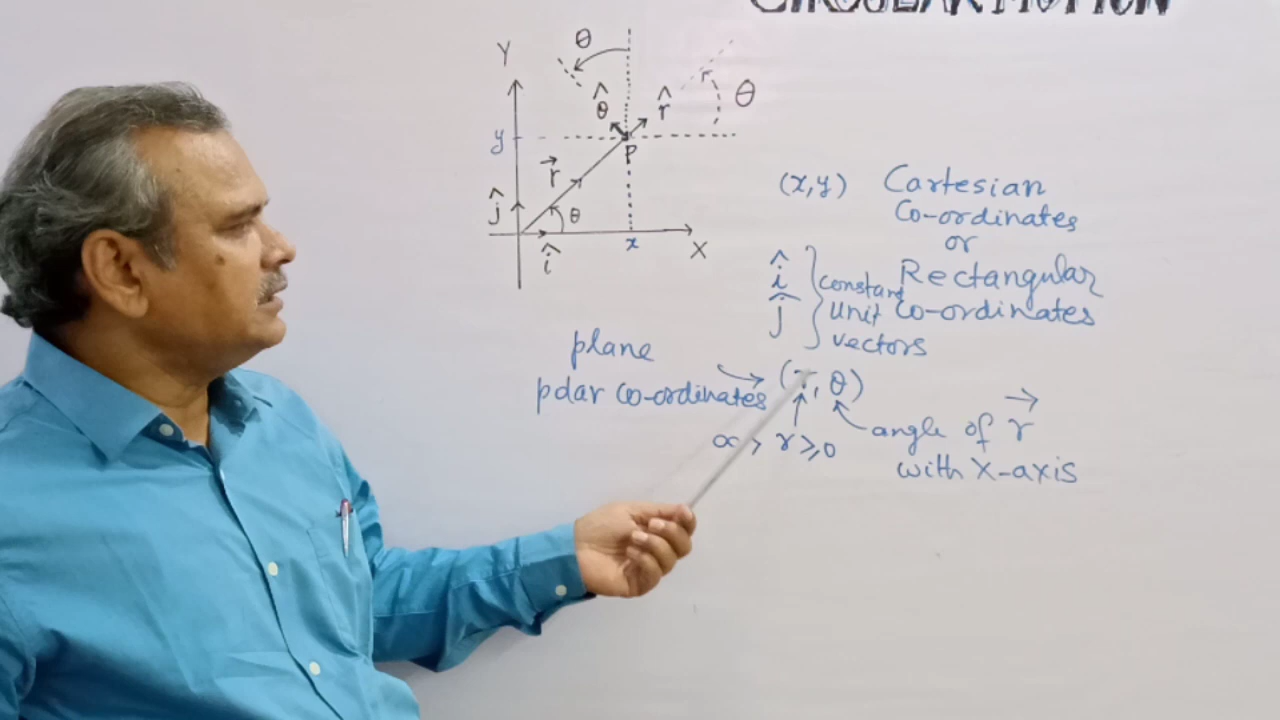 CIRCULAR MOTION
Y
θ
θ̂
r̂
r
θ
y
P
r⃗
ĵ
θ
î
x
X
(x,y) Cartesian
Co-ordinates
or
î
ĵ
} constant
Unit
vectors
Rectangular
Co-ordinates
plane
polar Co-ordinates → (r, θ)
∞ > r ≥ 0
angle of r⃗
with X-axis